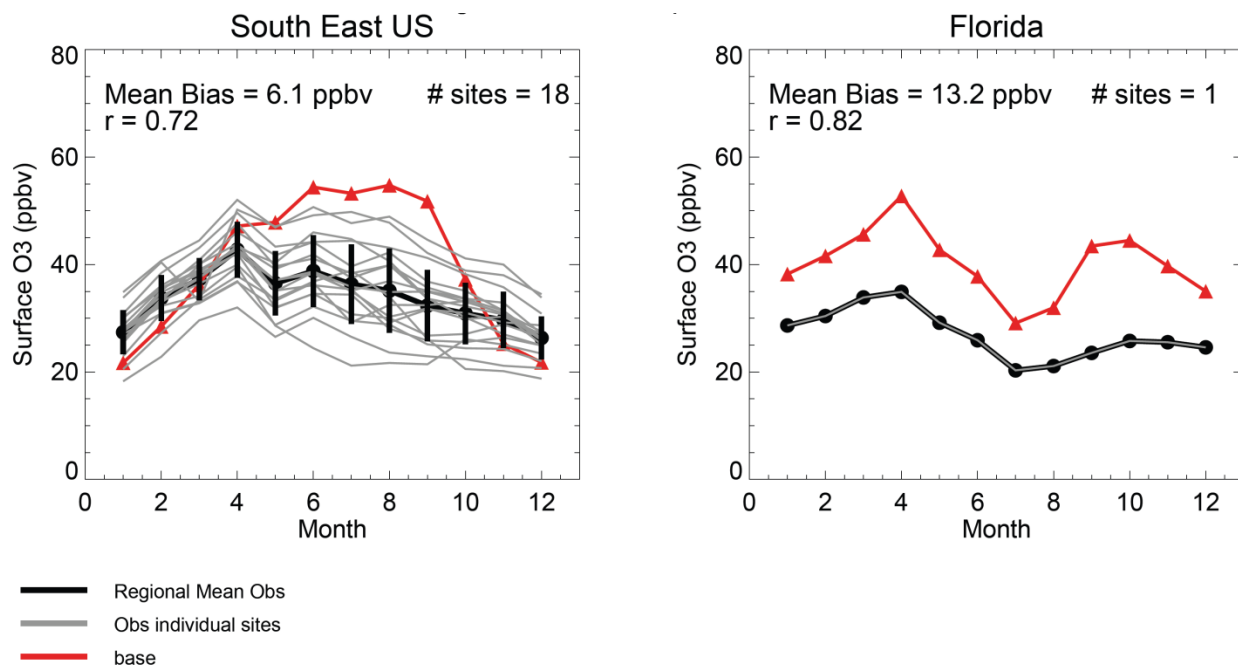 South East US
Mean Bias = 6.1 ppbv # sites = 18
r = 0.72
Surface O3 (ppbv)
80
60
40
20
0
0 2 4 6 8 10 12
Month
Florida
Mean Bias = 13.2 ppbv # sites = 1
r = 0.82
Surface O3 (ppbv)
80
60
40
20
0
0 2 4 6 8 10 12
Month
Regional Mean Obs
Obs individual sites
base